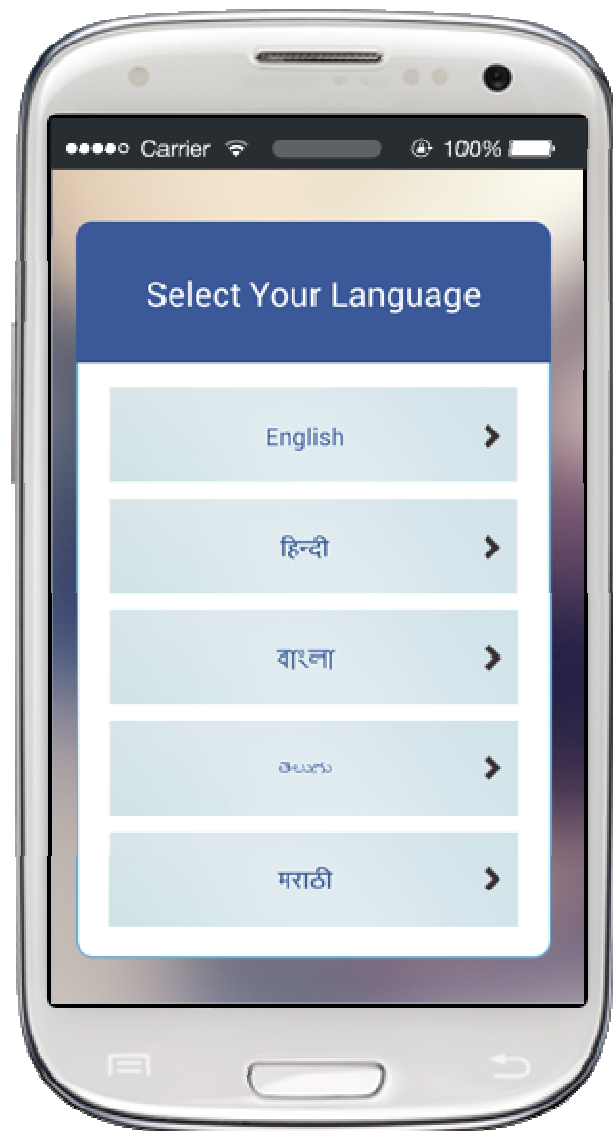 Carrier 100%
Select Your Language
English
हिन्दी
বাংলা
తెలుగు
मराठी